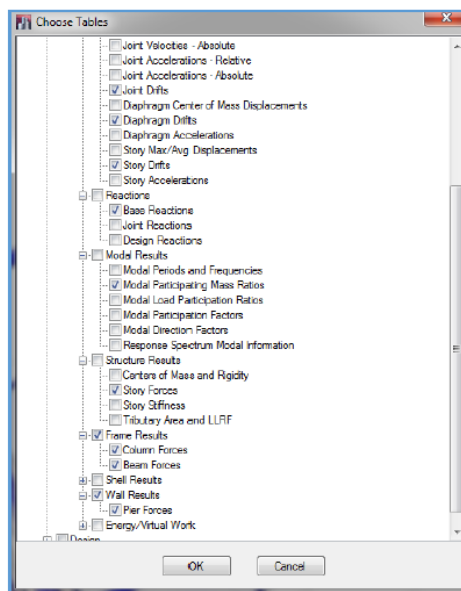 Choose Tables
Joint Velocities - Absolute
Joint Accelerations - Relative
Joint Accelerations - Absolute
Joint Drifts
Diaphragm Center of Mass Displacements
Diaphragm Drifts
Diaphragm Accelerations
Story Max/Avg Displacements
Story Drifts
Story Accelerations
Reactions
Base Reactions
Joint Reactions
Design Reactions
Modal Results
Modal Periods and Frequencies
Modal Participating Mass Ratios
Modal Load Participation Ratios
Modal Participation Factors
Modal Direction Factors
Response Spectrum Modal Information
Structure Results
Centers of Mass and Rigidity
Story Forces
Story Stiffness
Tributary Area and LLRF
Frame Results
Column Forces
Beam Forces
Shell Results
Wall Results
Pier Forces
Energy/Virtual Work
Design
OK Cancel